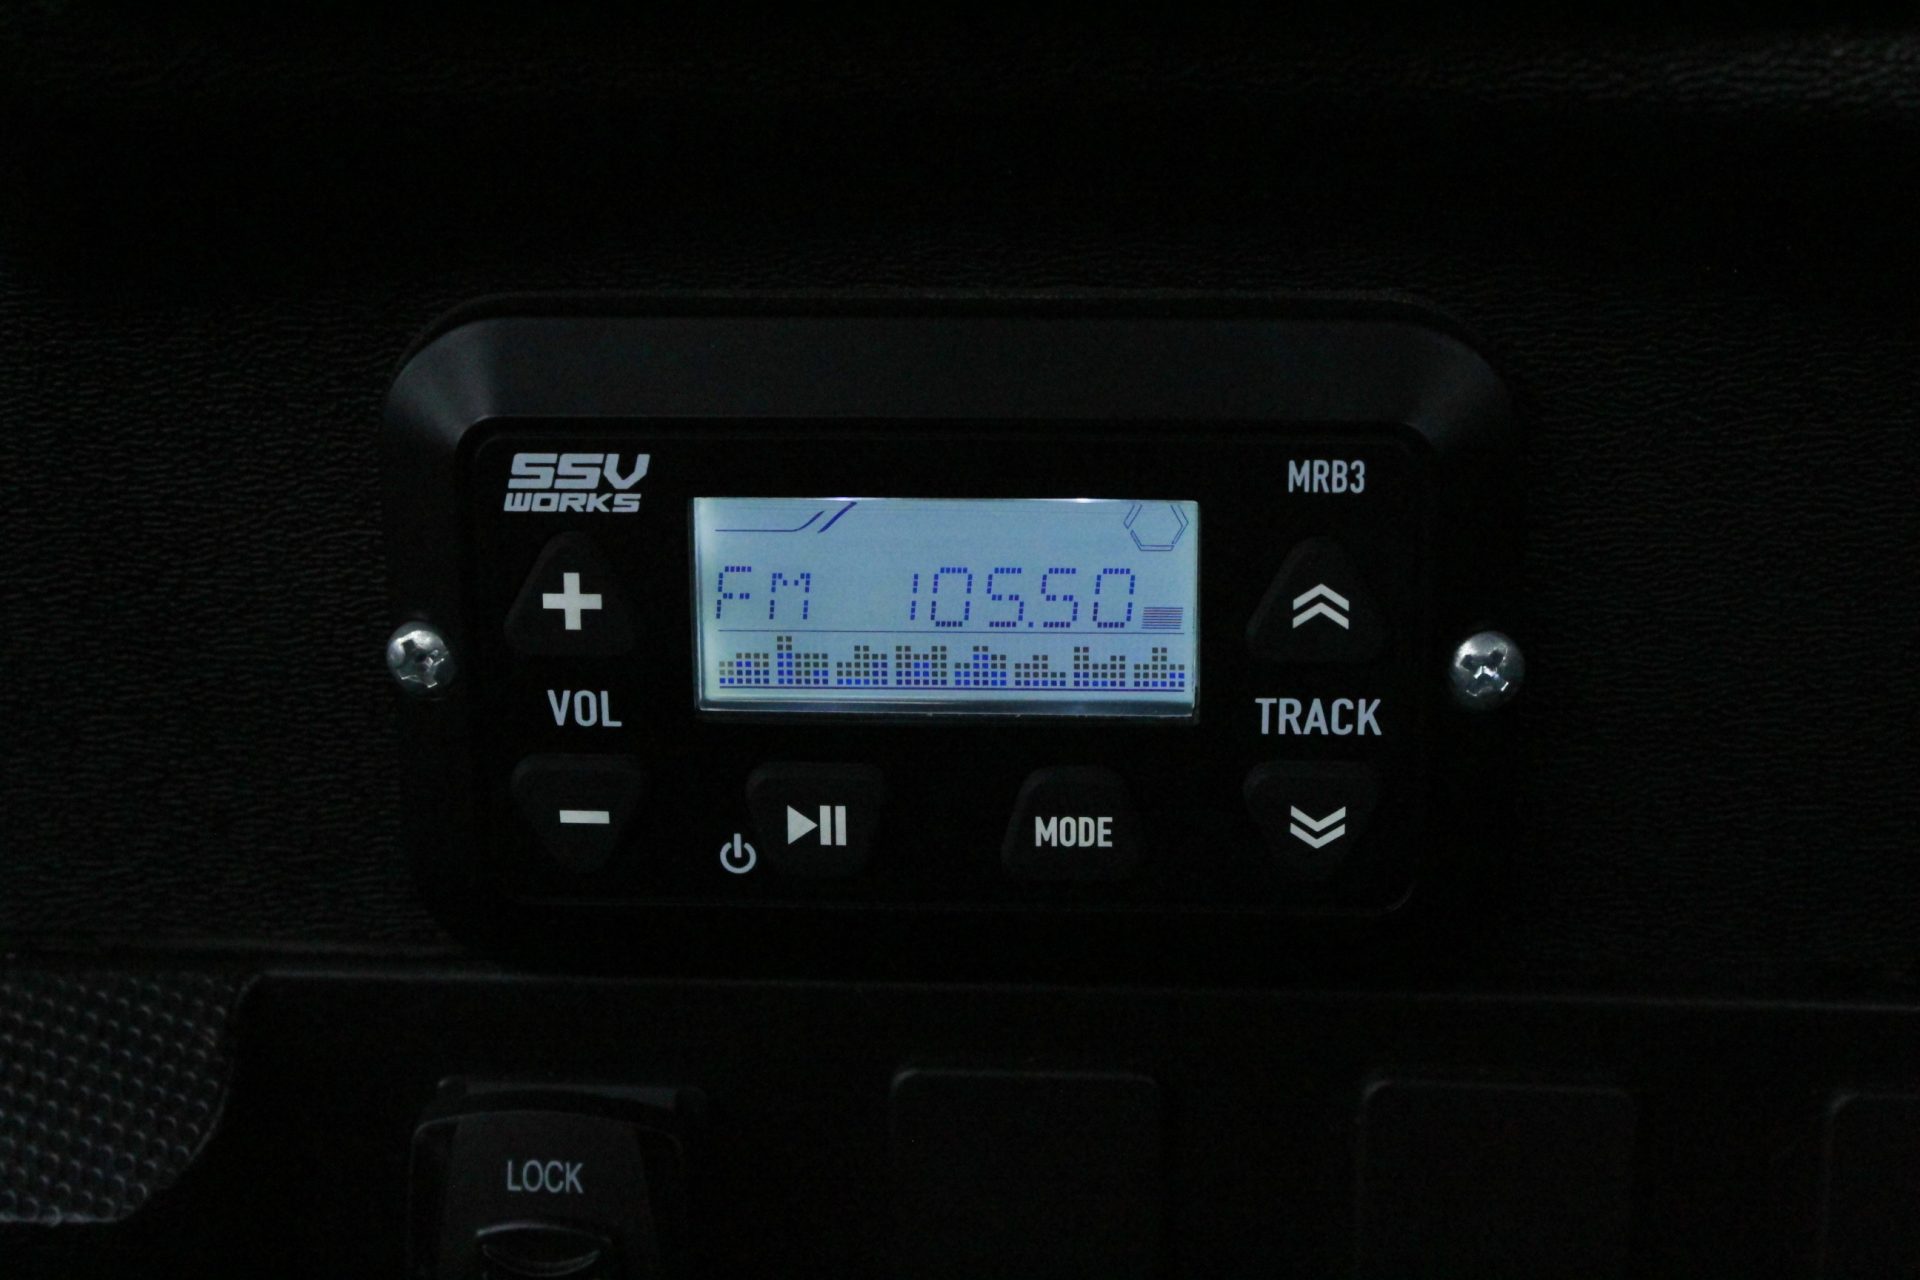 SSV
WORKS
MRB3
FM 105.50
VOL
TRACK
MODE
LOCK